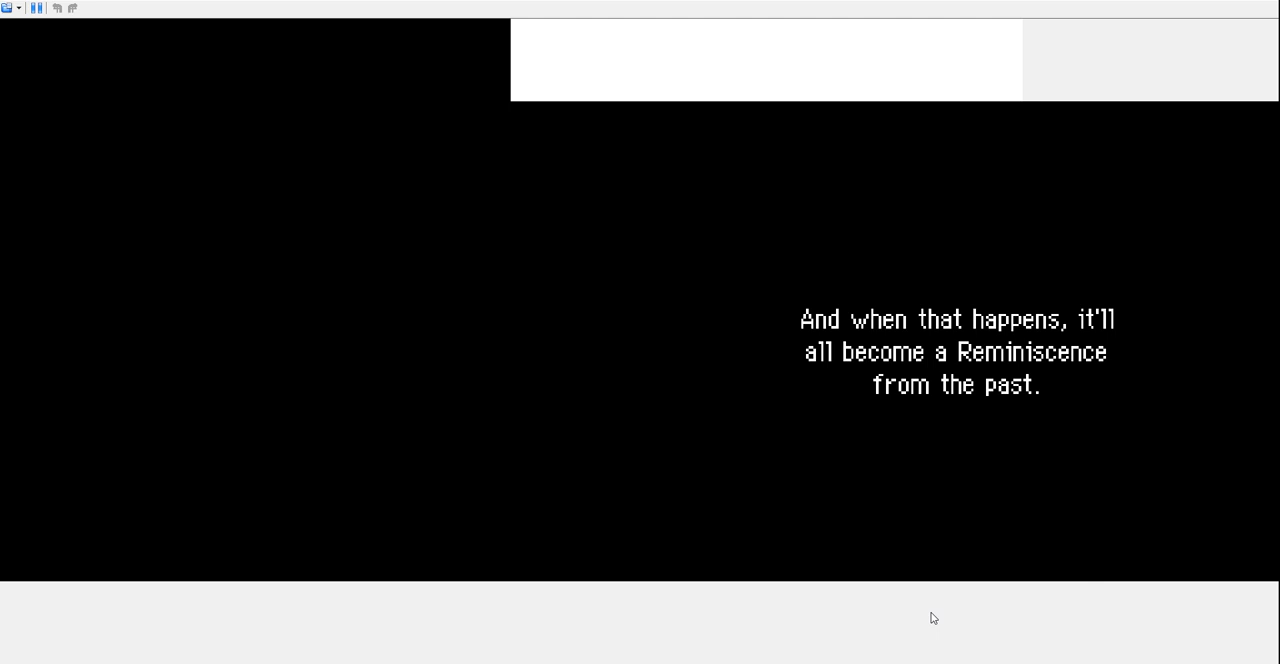 And when that happens, it'll
all become a Reminiscence
from the past.